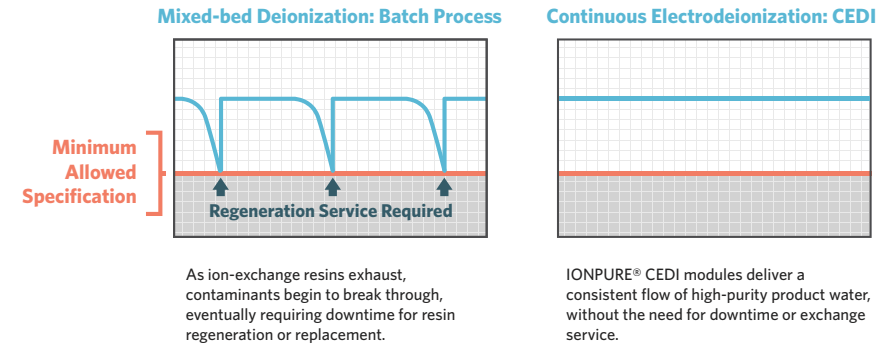 Mixed-bed Deionization: Batch Process
Continuous Electrodeionization: CEDI
Minimum
Allowed
Specification
Regeneration Service Required
As ion-exchange resins exhaust,
contaminants begin to break through,
eventually requiring downtime for resin
regeneration or replacement.
IONPURE® CEDI modules deliver a
consistent flow of high-purity product water,
without the need for downtime or exchange
service.